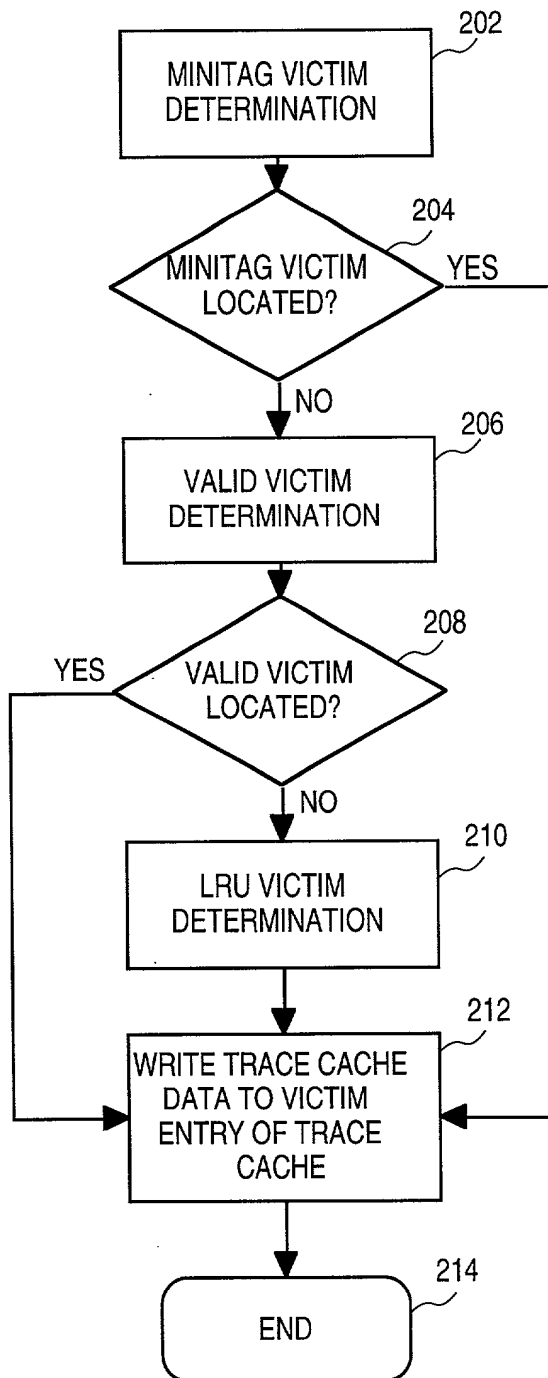 202
MINITAG VICTIM
DETERMINATION
204
MINITAG VICTIM
LOCATED?
YES
NO
206
VALID VICTIM
DETERMINATION
208
YES
VALID VICTIM
LOCATED?
NO
210
LRU VICTIM
DETERMINATION
212
WRITE TRACE CACHE
DATA TO VICTIM
ENTRY OF TRACE
CACHE
214
END